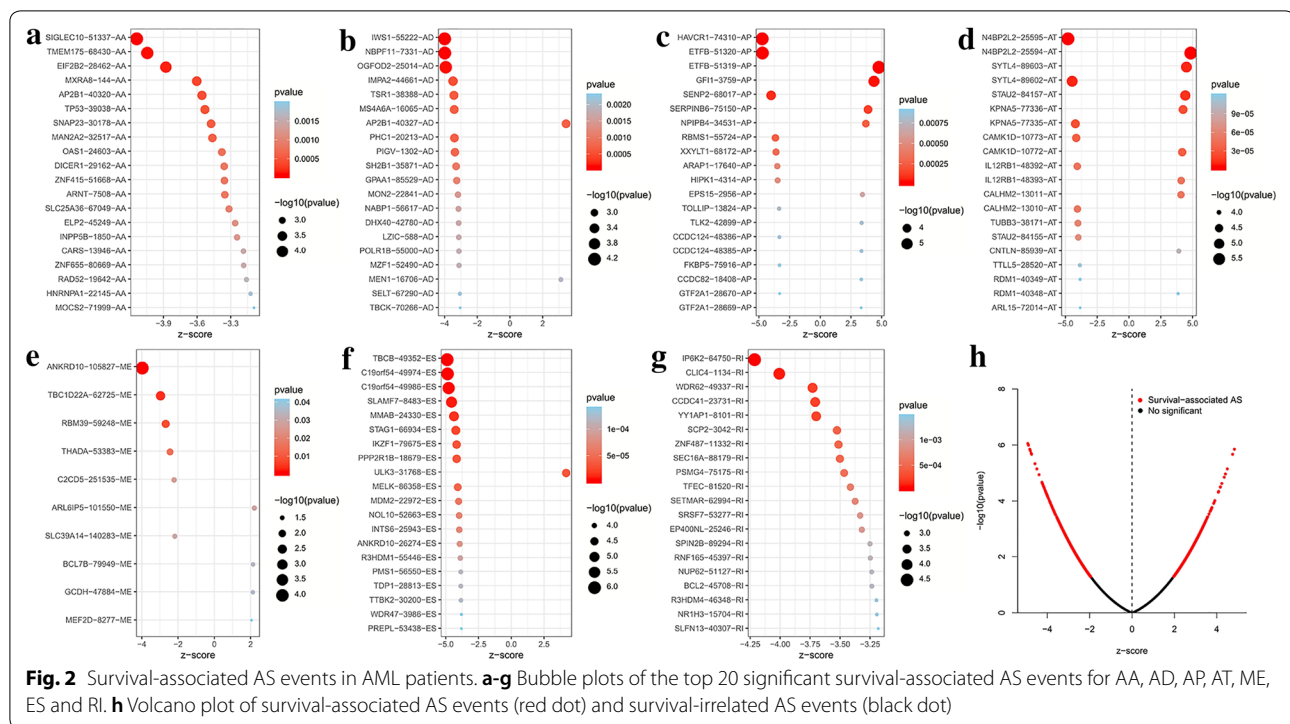 a
SIGLEC10-51337-AA
TMEM175-68430-AA
EIF2B2-28462-AA
MXRA8-144-AA
AP2B1-40320-AA
TP53-39038-AA
SNAP23-30178-AA
MAN2A2-32517-AA
OAS1-24603-AA
DICER1-29162-AA
ZNF415-51668-AA
ARNT-7508-AA
SLC25A36-67049-AA
ELP2-45249-AA
INPP5B-1850-AA
CARS-13946-AA
ZNF655-80669-AA
RAD52-19642-AA
HNRNPA1-22145-AA
MOCS2-71999-AA
-3.9 -3.6 -3.3
z-score
pvalue
0.0015
0.0010
0.0005
-log10(pvalue)
3.0
3.5
4.0
b
IWS1-55222-AD
NBPF11-7331-AD
OGFOD2-25014-AD
IMPA2-44661-AD
TSR1-38388-AD
MS4A6A-16065-AD
AP2B1-40327-AD
PHC1-20213-AD
PIGV-1302-AD
SH2B1-35871-AD
GPAA1-85529-AD
MON2-22841-AD
NABP1-56617-AD
DHX40-42780-AD
LZIC-588-AD
POLR1B-55000-AD
MZF1-52490-AD
MEN1-16706-AD
SELT-67290-AD
TBCK-70266-AD
-4 -2 0 2
z-score
pvalue
0.0020
0.0015
0.0010
0.0005
-log10(pvalue)
3.0
3.4
3.8
4.2
c
HAVCR1-74310-AP
ETFB-51320-AP
ETFB-51319-AP
GFI1-3759-AP
SENP2-68017-AP
SERPINB6-75150-AP
NPIPB4-34531-AP
RBMS1-55724-AP
XXYLT1-68172-AP
ARAP1-17640-AP
HIPK1-4314-AP
EPS15-2956-AP
TOLLIP-13824-AP
TLK2-42899-AP
CCDC124-48386-AP
CCDC124-48385-AP
FKBP5-75916-AP
CCDC82-18408-AP
GTF2A1-28670-AP
GTF2A1-28669-AP
-5.0 -2.5 0.0 2.5 5.0
z-score
pvalue
0.00075
0.00050
0.00025
-log10(pvalue)
4
5
d
N4BP2L2-25595-AT
N4BP2L2-25594-AT
SYTL4-89603-AT
SYTL4-89602-AT
STAU2-84157-AT
KPNA5-77336-AT
KPNA5-77335-AT
CAMK1D-10773-AT
CAMK1D-10772-AT
IL12RB1-48392-AT
IL12RB1-48393-AT
CALHM2-13011-AT
CALHM2-13010-AT
TUBB3-38171-AT
STAU2-84155-AT
CNTLN-85939-AT
TTLL5-28520-AT
RDM1-40349-AT
RDM1-40348-AT
ARL15-72014-AT
-5.0 -2.5 0.0 2.5 5.0
z-score
pvalue
9e-05
6e-05
3e-05
-log10(pvalue)
4.0
4.5
5.0
5.5
e
ANKRD10-105827-ME
TBC1D22A-62725-ME
RBM39-59248-ME
THADA-53383-ME
C2CD5-251535-ME
ARL6IP5-101550-ME
SLC39A14-140283-ME
BCL7B-79949-ME
GCDH-47884-ME
MEF2D-8277-ME
-4 -2 0 2
z-score
pvalue
0.04
0.03
0.02
0.01
-log10(pvalue)
1.5
2.0
2.5
3.0
3.5
4.0
f
TBCB-49352-ES
C19orf54-49974-ES
C19orf54-49986-ES
SLAMF7-8483-ES
MMAB-24330-ES
STAG1-66934-ES
IKZF1-79675-ES
PPP2R1B-18679-ES
ULK3-31768-ES
MELK-86358-ES
MDM2-22972-ES
NOL10-52663-ES
INTS6-25943-ES
ANKRD10-26274-ES
R3HDM1-55446-ES
PMS1-56550-ES
TDP1-28813-ES
TTBK2-30200-ES
WDR47-3986-ES
PREPL-53438-ES
-5.0 -2.5 0.0 2.5
z-score
pvalue
1e-04
5e-05
-log10(pvalue)
4.0
4.5
5.0
5.5
6.0
g
IP6K2-64750-RI
CLIC4-1134-RI
WDR62-49337-RI
CCDC41-23731-RI
YY1AP1-8101-RI
SCP2-3042-RI
ZNF487-11332-RI
SEC16A-88179-RI
PSMG4-75175-RI
TFEC-81520-RI
SETMAR-62994-RI
SRSF7-53277-RI
EP400NL-25246-RI
SPIN2B-89294-RI
RNF165-45397-RI
NUP62-51127-RI
BCL2-45708-RI
R3HDM4-46348-RI
NR1H3-15704-RI
SLFN13-40307-RI
-4.25 -4.00 -3.75 -3.50 -3.25
z-score
pvalue
1e-03
5e-04
-log10(pvalue)
3.0
3.5
4.0
4.5
h
Survival-associated AS
No significant
-log10(pvalue)
8
6
4
2
0
-4 -2 0 2 4
z-score
Fig. 2 Survival-associated AS events in AML patients. a-g Bubble plots of the top 20 significant survival-associated AS events for AA, AD, AP, AT, ME,
ES and RI. h Volcano plot of survival-associated AS events (red dot) and survival-irrelated AS events (black dot)